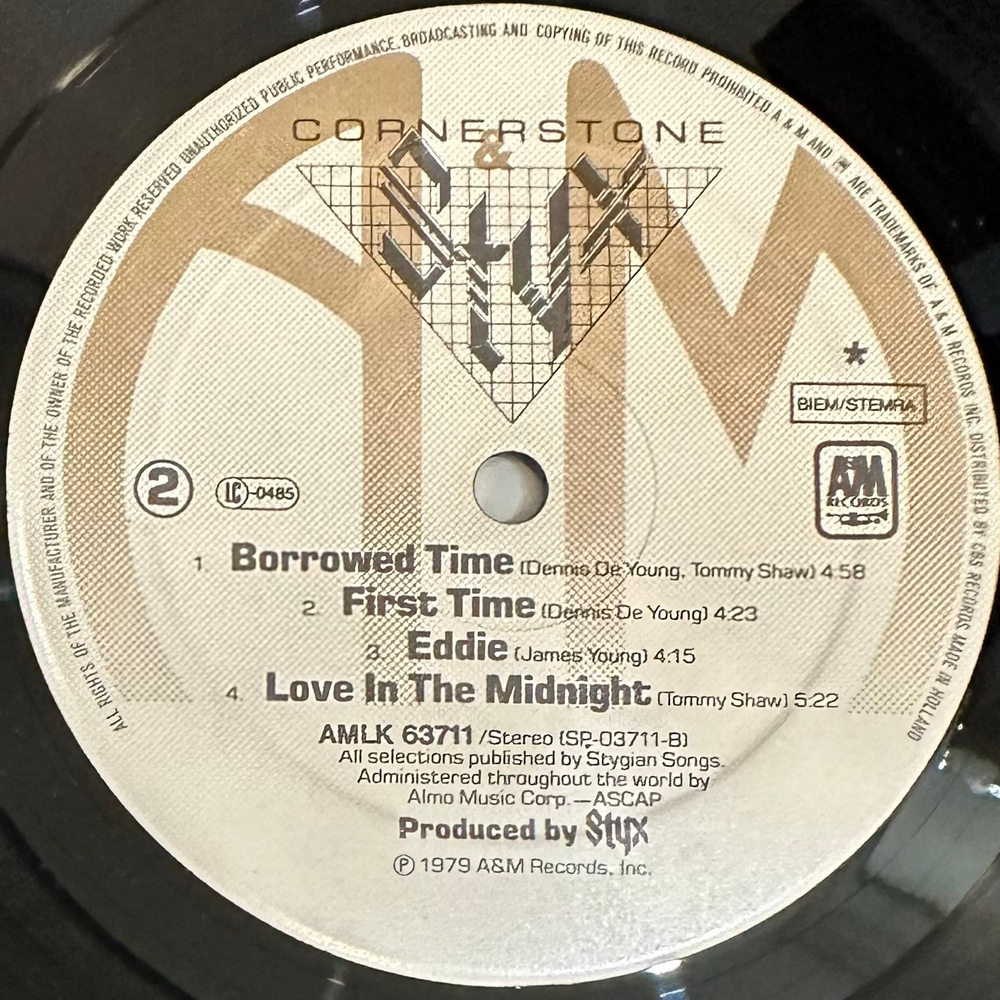 ALL RIGHTS OF THE MANUFACTURER AND OF THE OWNER OF THE RECORDED WORK RESERVED. UNAUTHORIZED PUBLIC PERFORMANCE, BROADCASTING AND COPYING OF THIS RECORD PROHIBITED A & M AND ARE TRADEMARKS OF A & M RECORDS INC. DISTRIBUTED BY CBS RECORDS MADE IN HOLLAND
A&M
CORNERSTONE
Styx
*
BIEM/STEMRA
2
LC-0485
A&M
RECORDS
1. Borrowed Time (Dennis De Young, Tommy Shaw) 4:58
2. First Time (Dennis De Young) 4:23
3. Eddie (James Young) 4:15
4. Love In The Midnight (Tommy Shaw) 5:22
AMLK 63711 /Stereo (SP-03711-B)
All selections published by Stygian Songs.
Administered throughout the world by
Almo Music Corp.—ASCAP
Produced by Styx
℗ 1979 A&M Records, Inc.